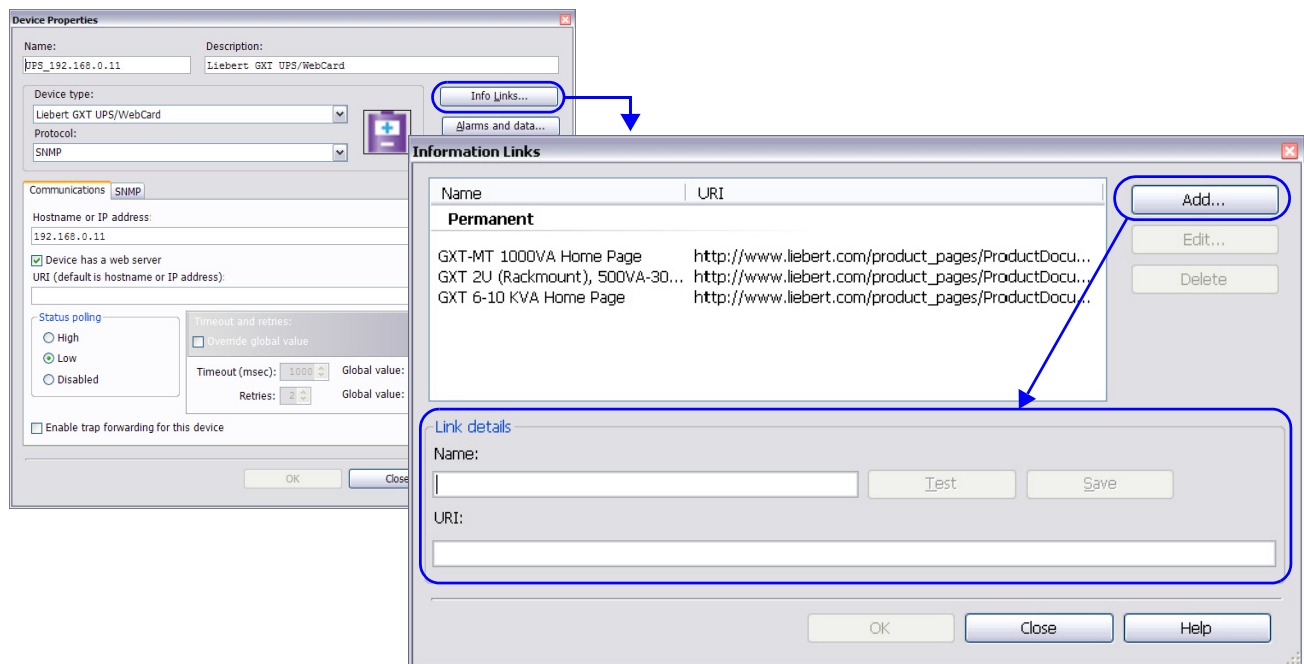 Device Properties
Name:
Description:
UPS_192.168.0.11
Liebert GXT UPS/WebCard
Device type:
Liebert GXT UPS/WebCard
Protocol:
SNMP
Info Links...
Alarms and data...
Communications
SNMP
Hostname or IP address:
192.168.0.11
Device has a web server
URI (default is hostname or IP address):
Status polling
High
Low
Disabled
Timeout and retries:
Override global value
Timeout (msec): 1000 Global value:
Retries: 2 Global value:
Enable trap forwarding for this device
OK
Close
Information Links
Name URI
Permanent
GXT-MT 1000VA Home Page http://www.liebert.com/product_pages/ProductDocu...
GXT 2U (Rackmount), 500VA-30... http://www.liebert.com/product_pages/ProductDocu...
GXT 6-10 KVA Home Page http://www.liebert.com/product_pages/ProductDocu...
Add...
Edit...
Delete
Link details
Name:
Test
Save
URI:
OK
Close
Help